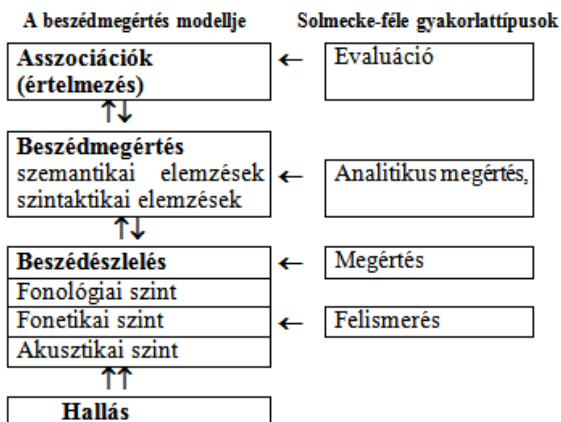 A beszédmegértés modellje
Solmecke-féle gyakorlattípusok
Asszociációk
(értelmezés)
← Evaluáció
↑↓
Beszédmegértés
szemantikai elemzések
szintaktikai elemzések
← Analitikus megértés,
↑↓
Beszédészlelés
← Megértés
Fonológiai szint
Fonetikai szint
← Felismerés
Akusztikai szint
↑↑
Hallás